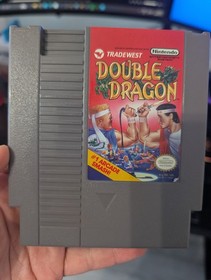 TRADEWEST
Nintendo
DOUBLE
DRAGON
#1 ARCADE
SMASH!